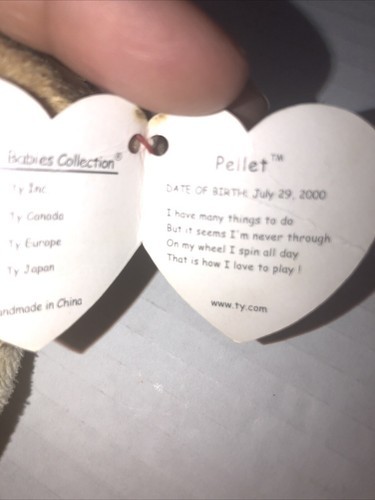 Babies Collection®
Ty Inc
Ty Canada
Ty Europe
Ty Japan
Handmade in China
Pellet™
DATE OF BIRTH: July 29, 2000
I have many things to do
But it seems I'm never through
On my wheel I spin all day
That is how I love to play !
www.ty.com